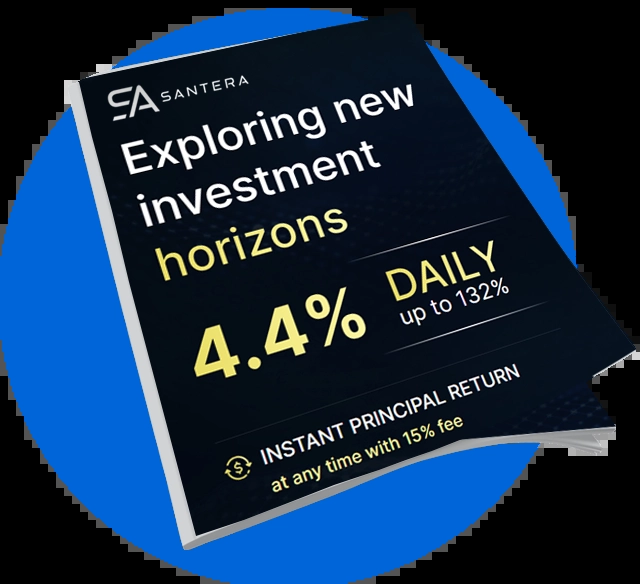 SA SANTERA
Exploring new
investment
horizons
4.4% DAILY
up to 132%
INSTANT PRINCIPAL RETURN
at any time with 15% fee